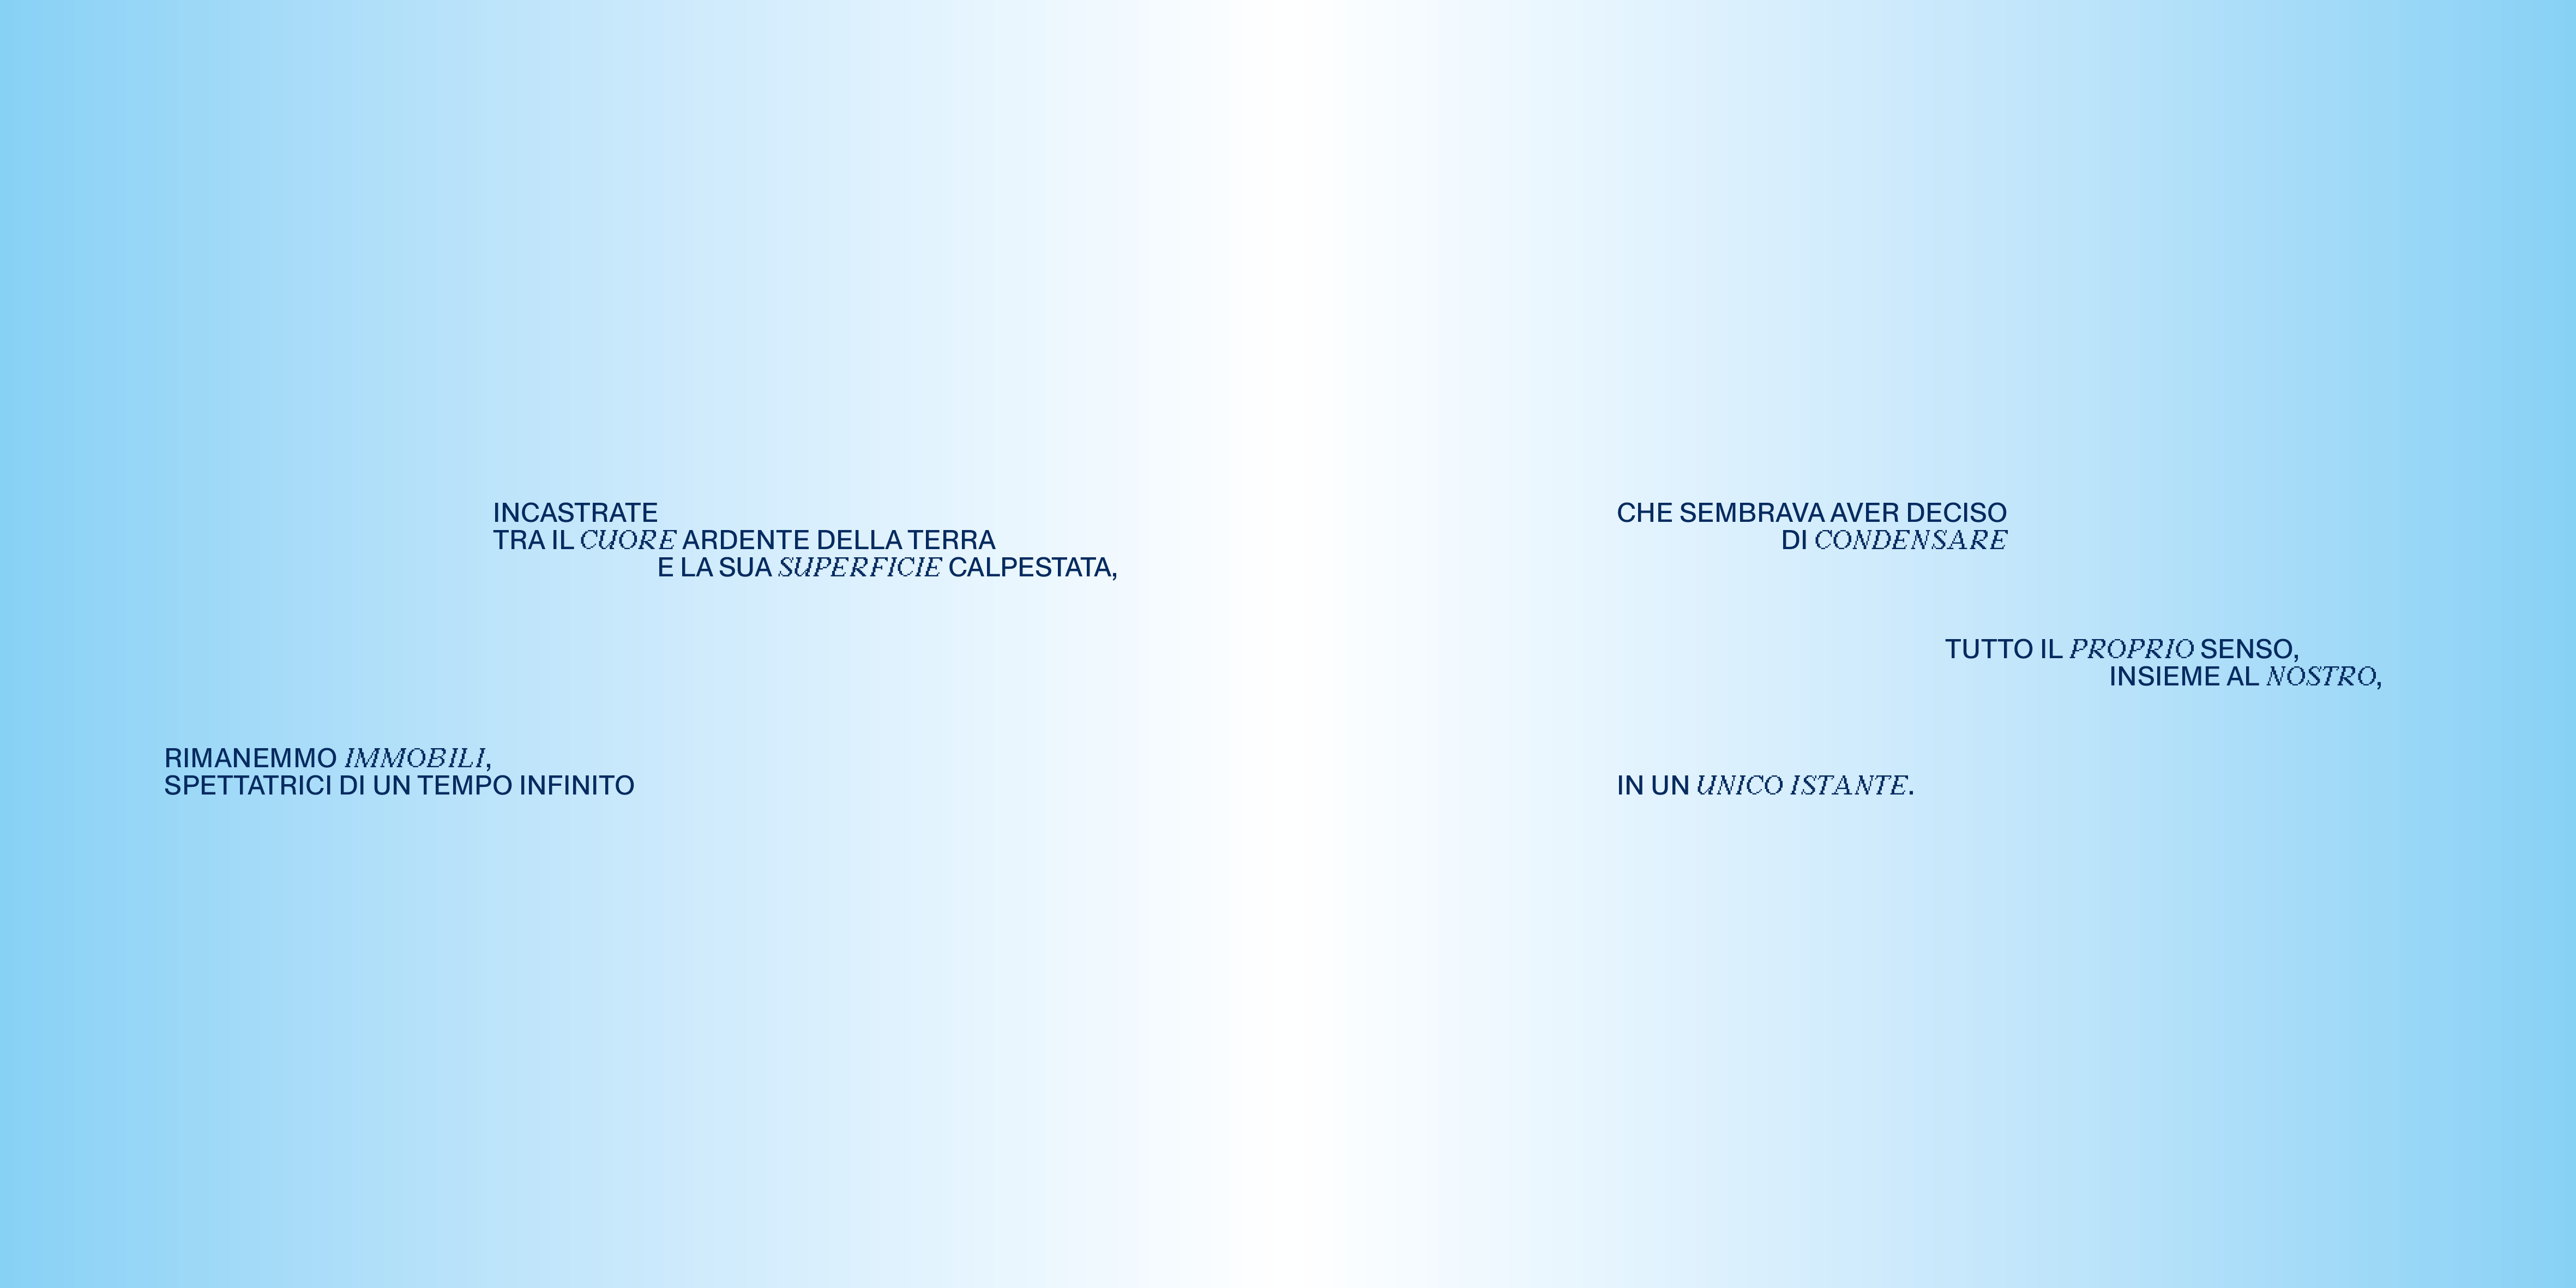 INCASTRATE
TRA IL CUORE ARDENTE DELLA TERRA
E LA SUA SUPERFICIE CALPESTATA,
RIMANEMMO IMMOBILI,
SPETTATRICI DI UN TEMPO INFINITO
CHE SEMBRAVA AVER DECISO
DI CONDENSARE
TUTTO IL PROPRIO SENSO,
INSIEME AL NOSTRO,
IN UN UNICO ISTANTE.